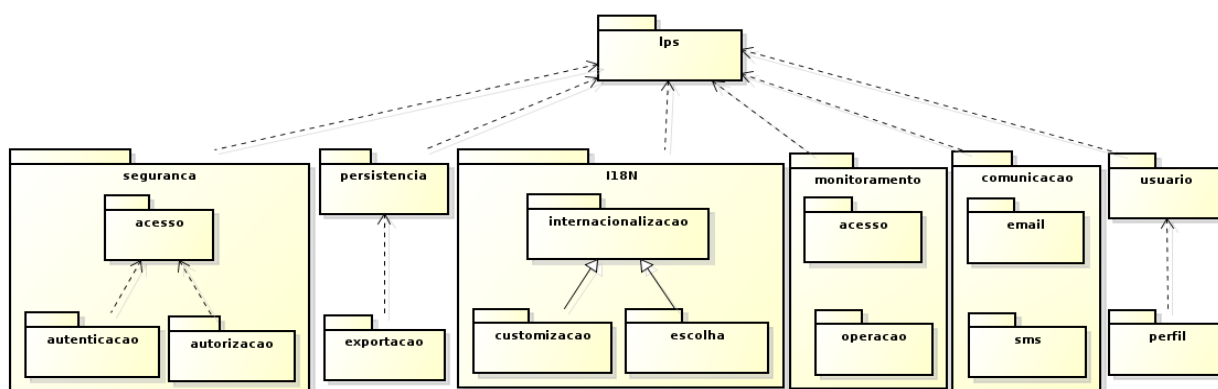 lps
seguranca
persistencia
I18N
monitoramento
comunicacao
usuario
acesso
internacionalizacao
acesso
email
autenticacao
autorizacao
exportacao
customizacao
escolha
operacao
sms
perfil